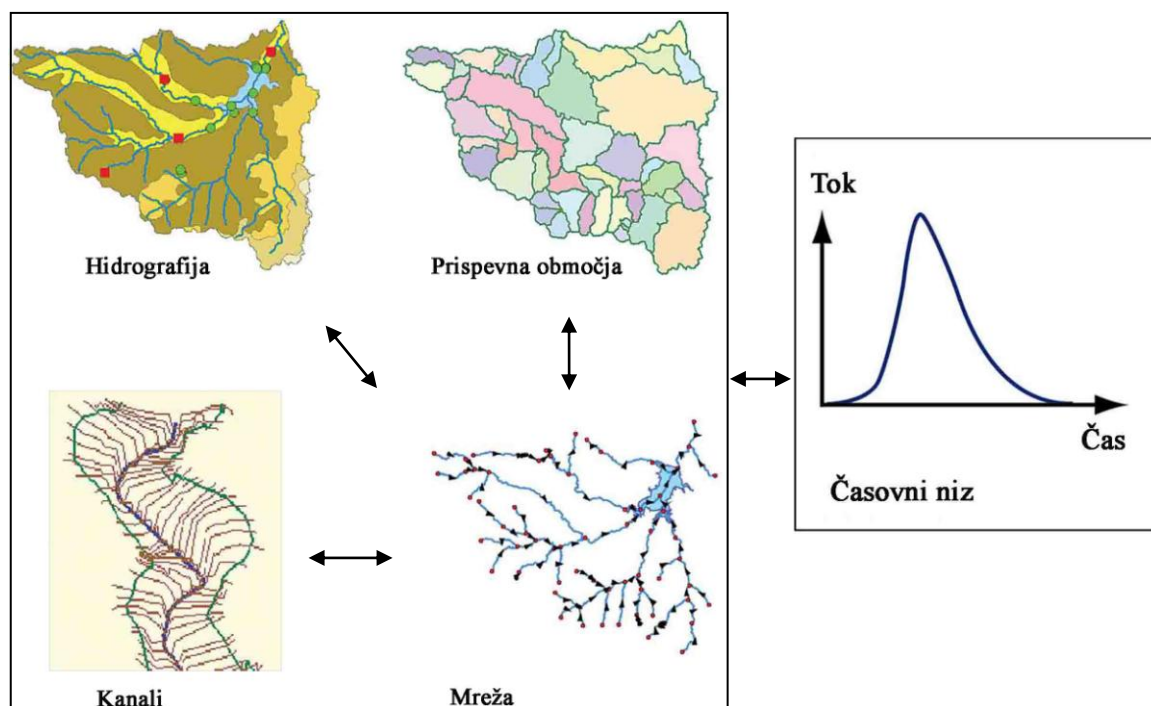 Hidrografija
Prispevna območja
Kanali
Mreža
Tok
Čas
Časovni niz